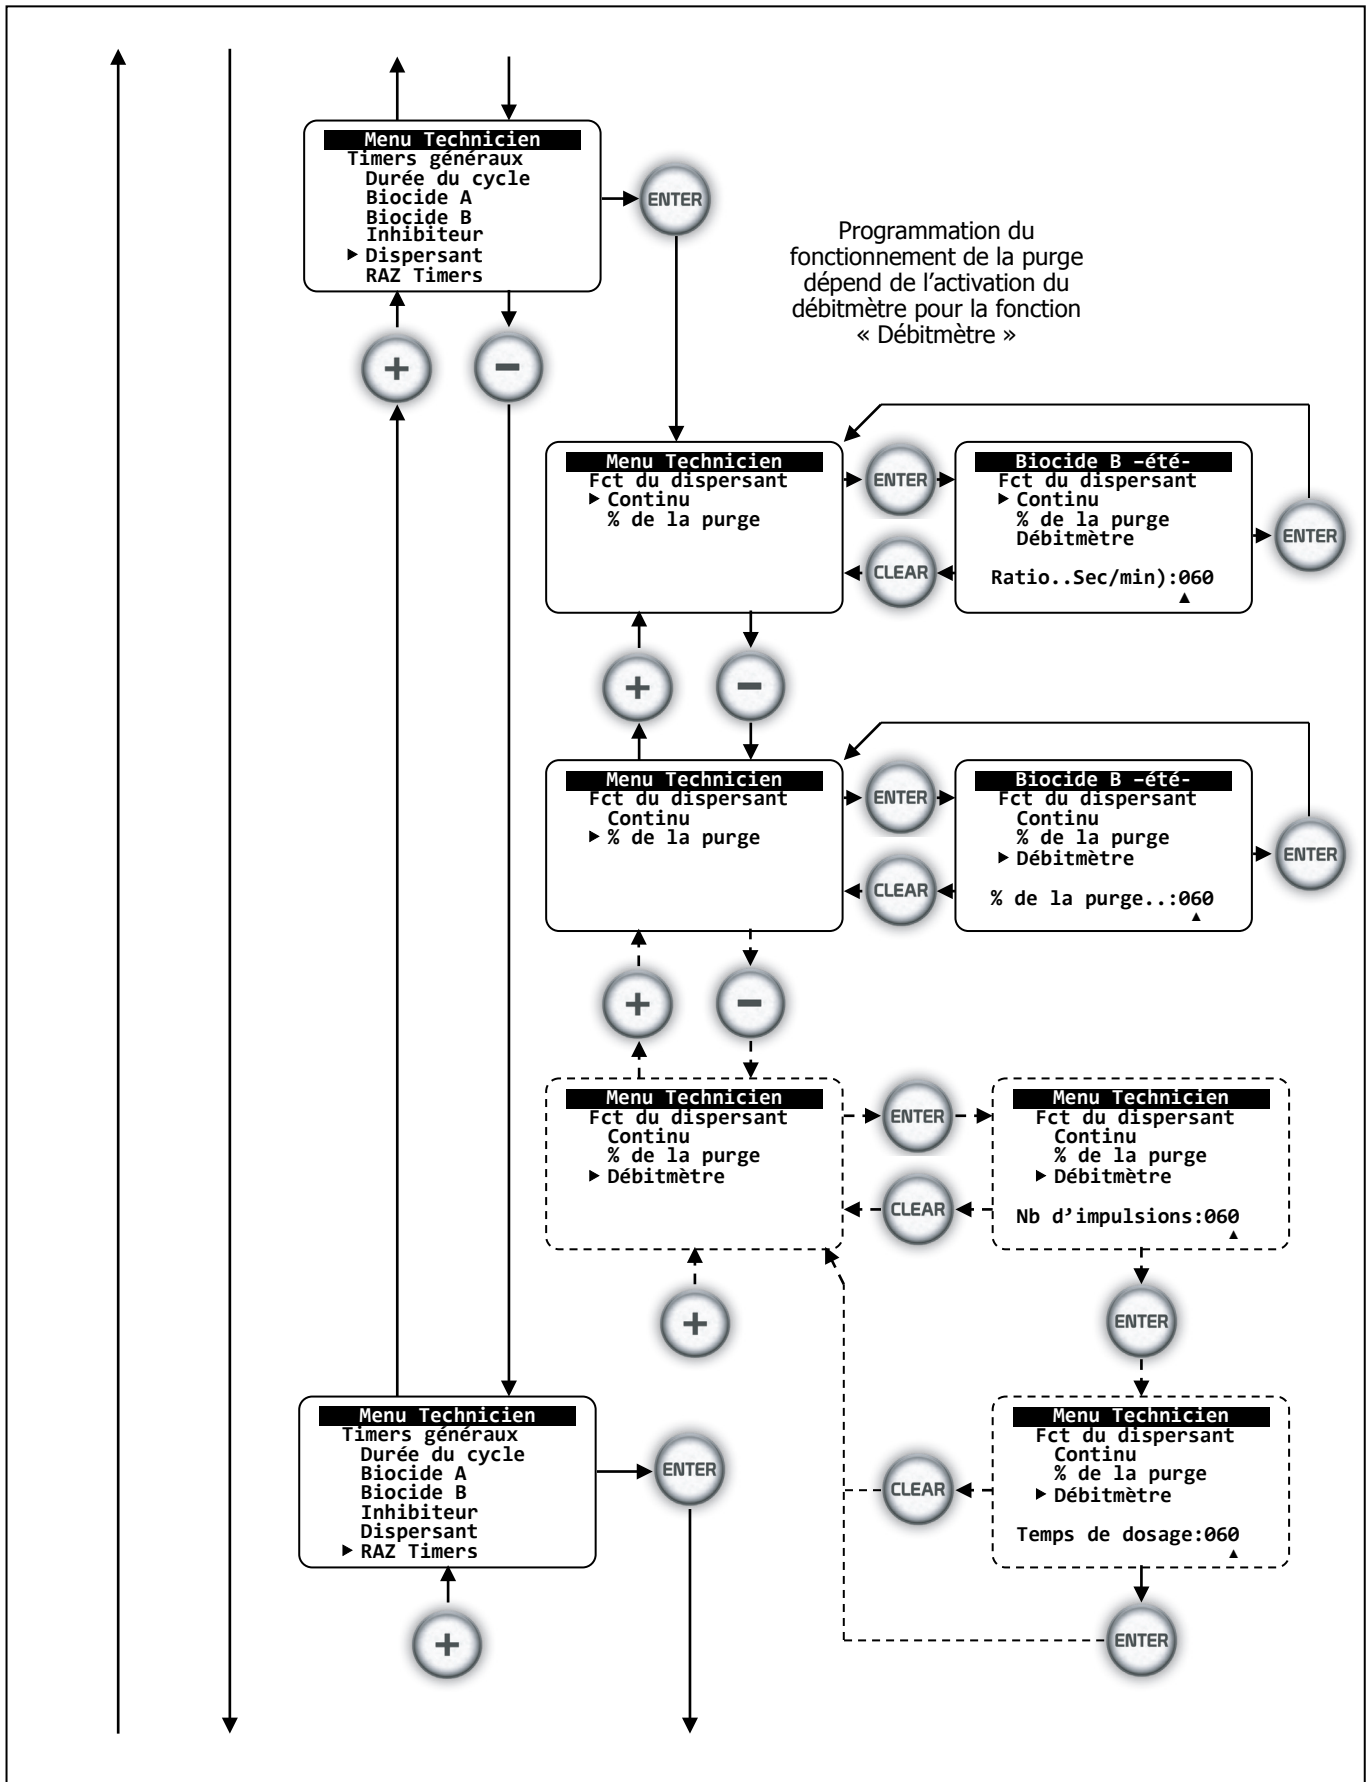 Menu Technicien
Timers généraux
Durée du cycle
Biocide A
Biocide B
Inhibiteur
▶ Dispersant
RAZ Timers
ENTER
Programmation du
fonctionnement de la purge
dépend de l'activation du
débitmètre pour la fonction
« Débitmètre »
+
−
Menu Technicien
Fct du dispersant
▶ Continu
% de la purge
ENTER
CLEAR
Biocide B –été-
Fct du dispersant
▶ Continu
% de la purge
Débitmètre
Ratio..Sec/min):060
▲
ENTER
+
−
Menu Technicien
Fct du dispersant
Continu
▶ % de la purge
ENTER
CLEAR
Biocide B –été-
Fct du dispersant
Continu
% de la purge
▶ Débitmètre
% de la purge..:060
▲
ENTER
+
−
Menu Technicien
Fct du dispersant
Continu
% de la purge
▶ Débitmètre
ENTER
CLEAR
Menu Technicien
Fct du dispersant
Continu
% de la purge
▶ Débitmètre
Nb d’impulsions:060
▲
+
ENTER
Menu Technicien
Timers généraux
Durée du cycle
Biocide A
Biocide B
Inhibiteur
Dispersant
▶ RAZ Timers
ENTER
CLEAR
Menu Technicien
Fct du dispersant
Continu
% de la purge
▶ Débitmètre
Temps de dosage:060
▲
+
ENTER